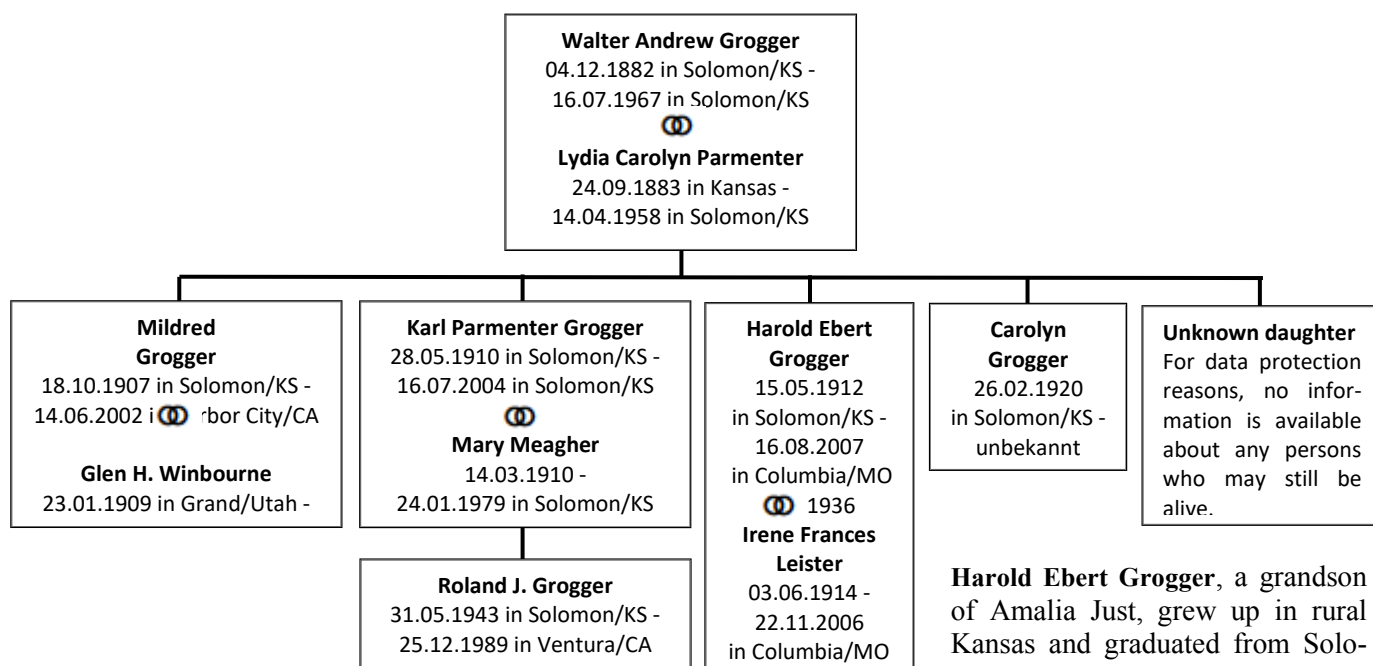 Walter Andrew Grogger
04.12.1882 in Solomon/KS -
16.07.1967 in Solomon/KS
Lydia Carolyn Parmenter
24.09.1883 in Kansas -
14.04.1958 in Solomon/KS
Mildred
Grogger
18.10.1907 in Solomon/KS -
14.06.2002 i rbor City/CA
Glen H. Winbourne
23.01.1909 in Grand/Utah -
Karl Parmenter Grogger
28.05.1910 in Solomon/KS -
16.07.2004 in Solomon/KS
Mary Meagher
14.03.1910 -
24.01.1979 in Solomon/KS
Roland J. Grogger
31.05.1943 in Solomon/KS -
25.12.1989 in Ventura/CA
Harold Ebert
Grogger
15.05.1912
in Solomon/KS -
16.08.2007
in Columbia/MO
1936
Irene Frances
Leister
03.06.1914 -
22.11.2006
in Columbia/MO
Carolyn
Grogger
26.02.1920
in Solomon/KS -
unbekannt
Unknown daughter
For data protection
reasons, no infor-
mation is available
about any persons
who may still be
alive.
Harold Ebert Grogger, a grandson
of Amalia Just, grew up in rural
Kansas and graduated from Solo-